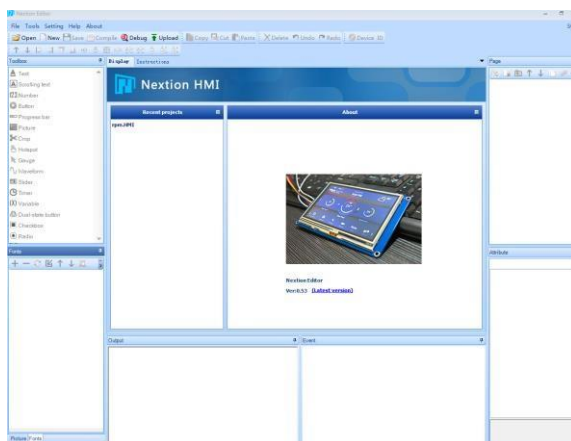 Nextion Editor
File Tools Setting Help About
Open New Save Compile Debug Upload Copy Cut Paste Delete Undo Redo Device ID
Toolbox
Display Instructions
Page
Text
Scrolling text
Number
Button
Progress bar
Picture
Crop
Hotspot
Gauge
Waveform
Slider
Timer
Variable
Dual-state button
Checkbox
Radio
Nextion HMI
Recent projects
About
rpm.HMI
Nextion Editor
Ver:0.53 (Latest version)
Fonts
Attribute
Output
Event
Picture Fonts